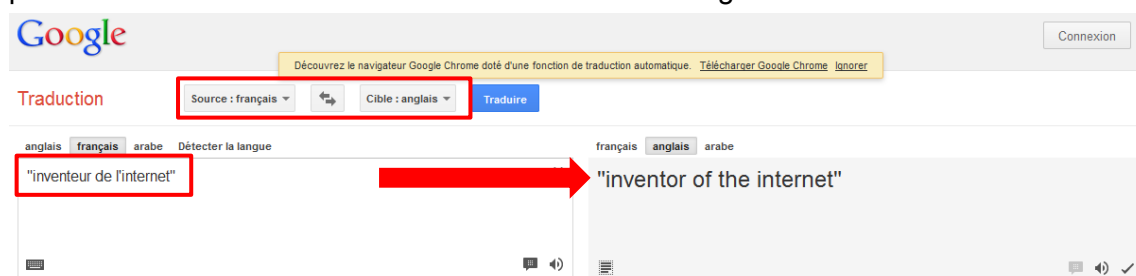 Google
Connexion
Découvrez le navigateur Google Chrome doté d'une fonction de traduction automatique. Télécharger Google Chrome Ignorer
Traduction Source : français Cible : anglais Traduire
anglais français arabe Détecter la langue français anglais arabe
"inventeur de l'internet" "inventor of the internet"